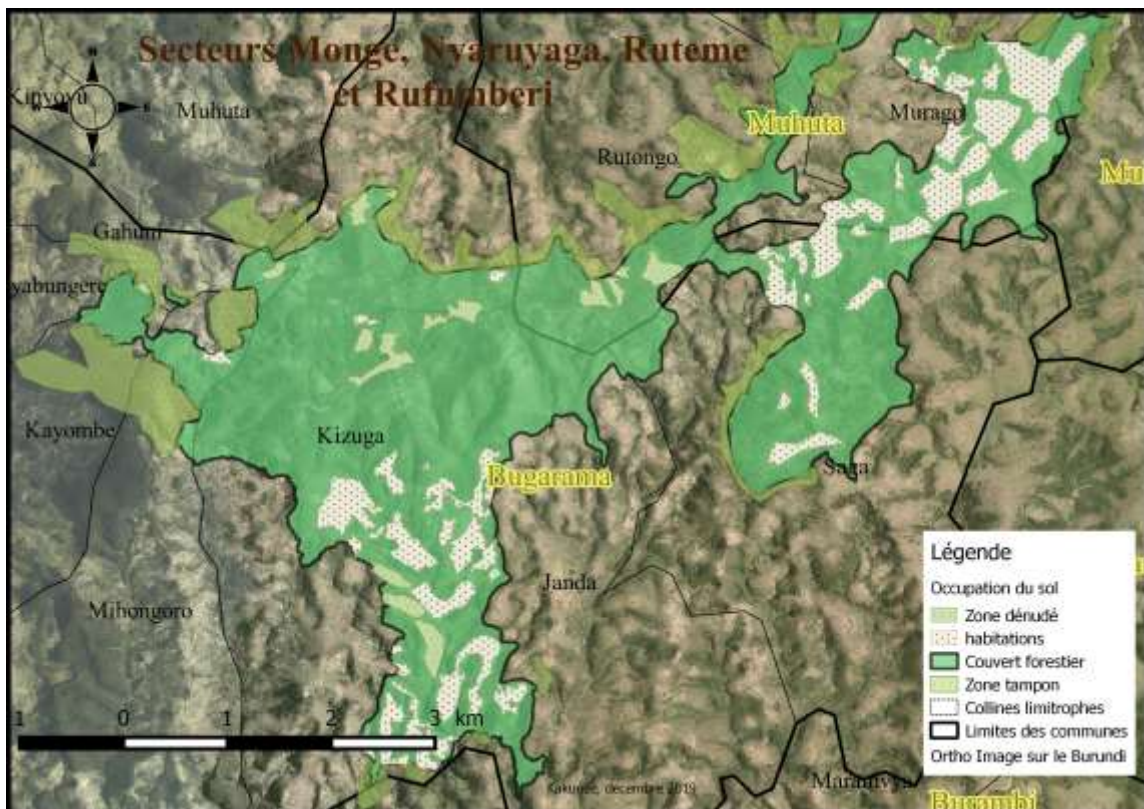 Secteurs Monge, Nyaruyaga, Ruteme
et Rufumberi
Muhuta
Muhuta
Murago
Rutongo
Gahuni
Kayombe
Kizuga
Bugarama
Saga
Janda
Mihongoro
1 0 1 2 3 km
Légende
Occupation du sol
Zone dénudé
habitations
Couvert forestier
Zone tampon
Collines limitrophes
Limites des communes
Ortho Image sur le Burundi
décembre 2019
Burambi